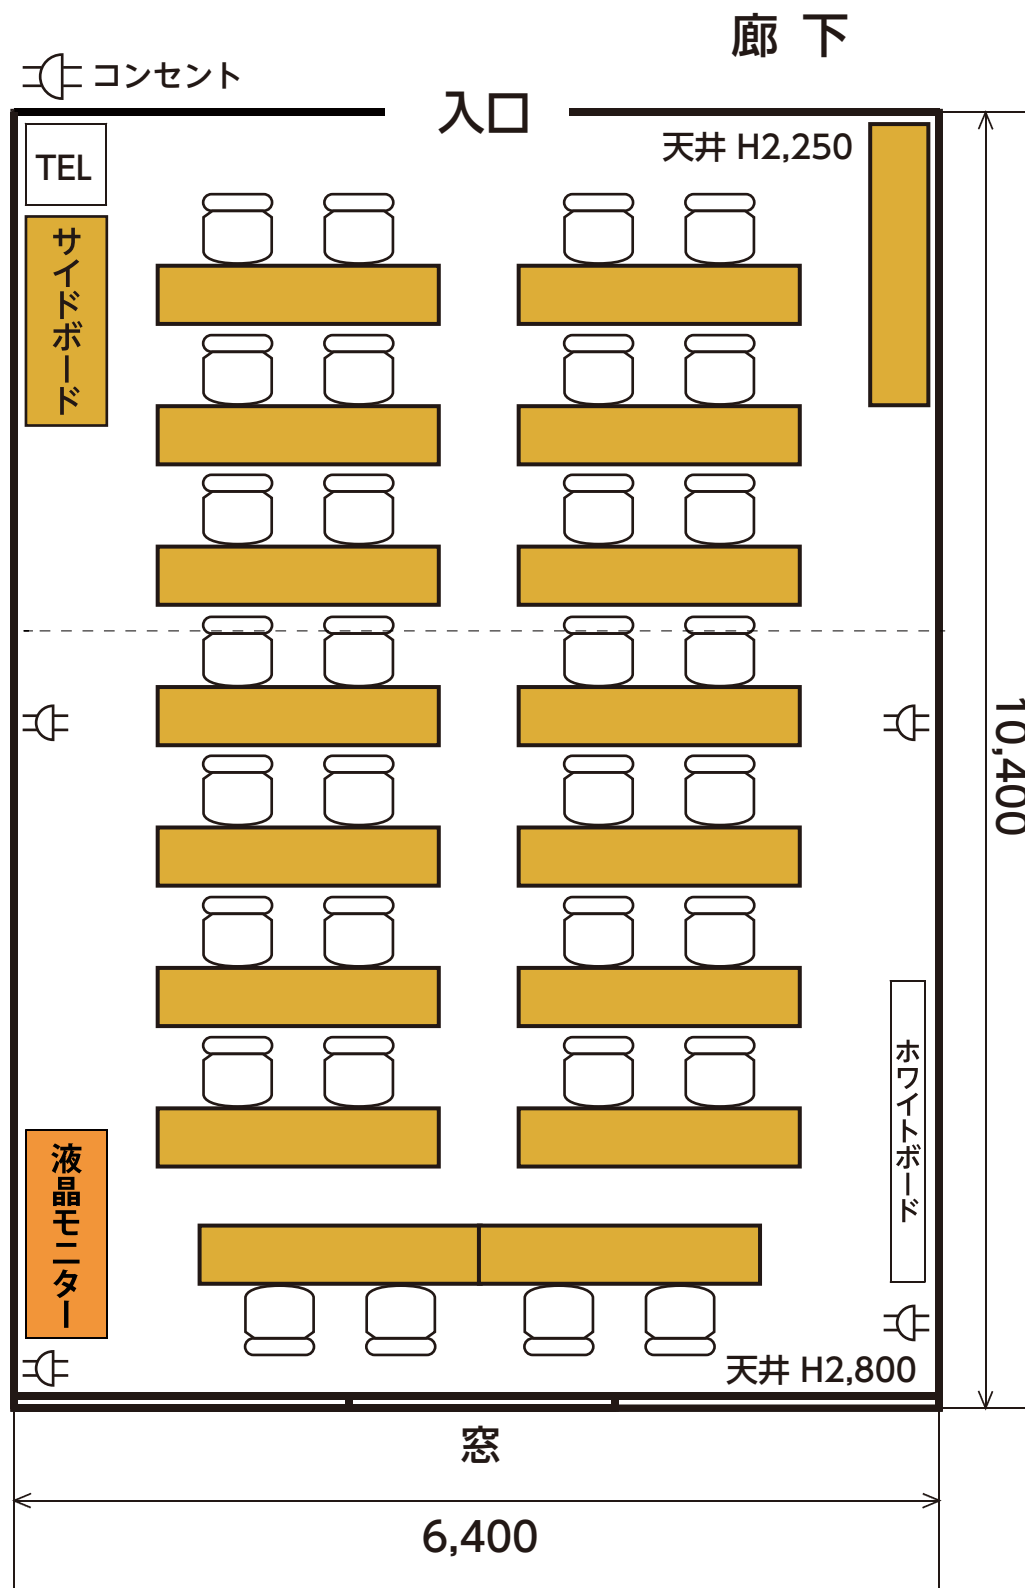 廊下
コンセント
入口
天井 H2,250
TEL
サイドボード
10,400
ホワイトボード
液晶モニター
天井 H2,800
窓
6,400